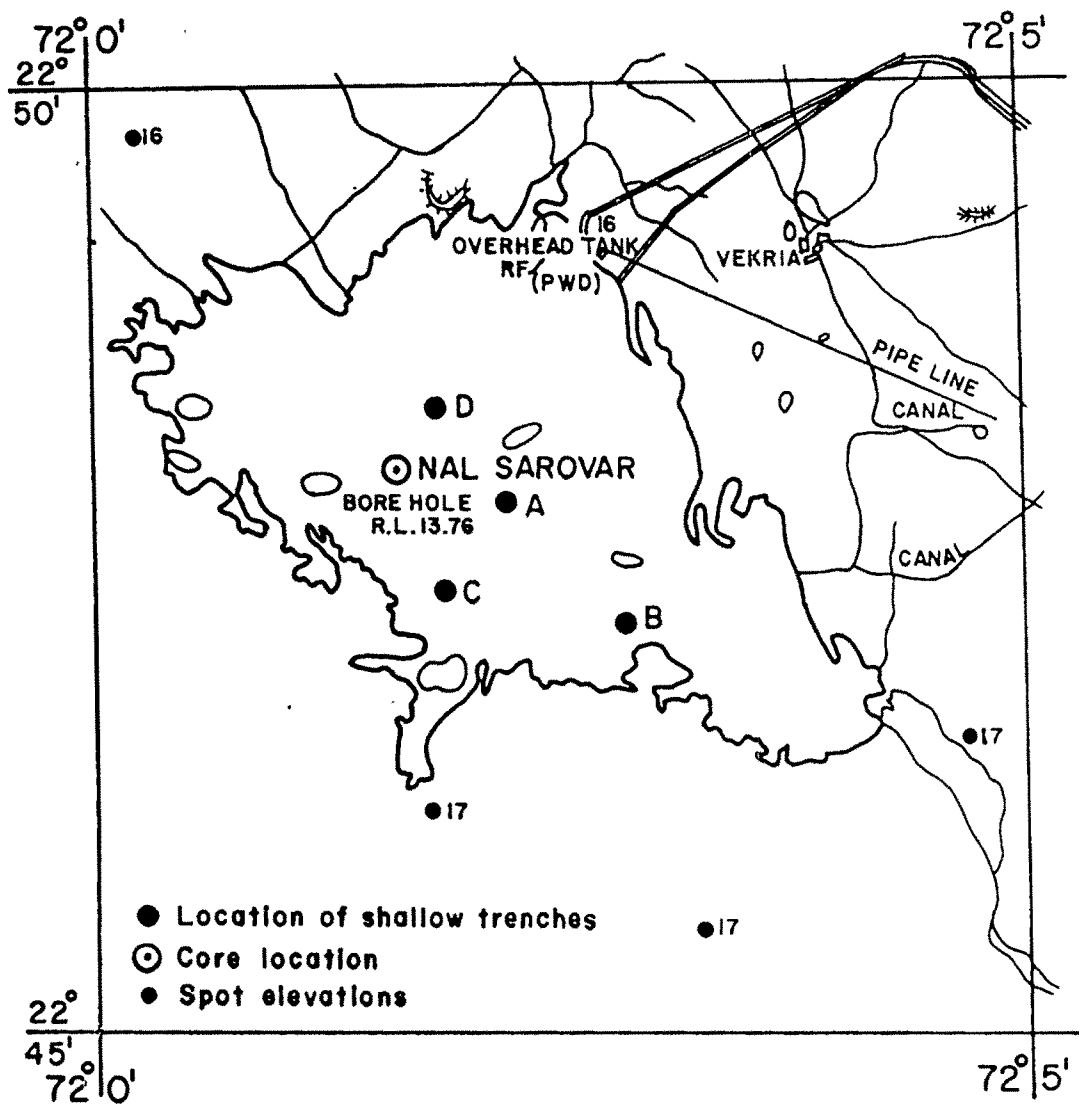 72°0'
72°5'
22°
50'
16
16
OVERHEAD TANK
RF
(PWD)
VEKRIA
PIPE LINE
CANAL
D
NAL SAROVAR
BORE HOLE
R.L.13.76
A
CANAL
C
B
17
17
17
Location of shallow trenches
Core location
Spot elevations
22°
45'
72°0'
72°5'